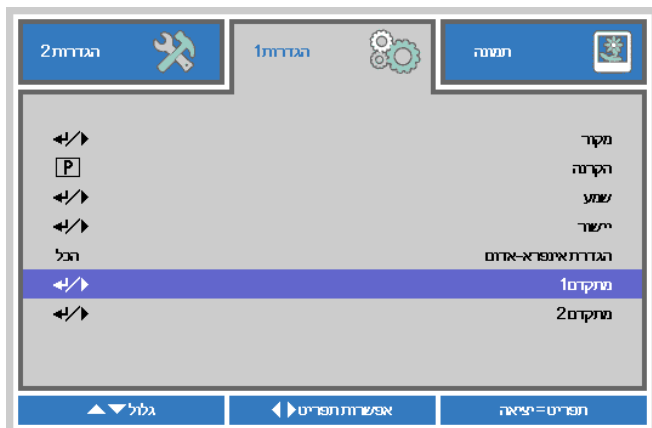 תמונה
הגדרות1
הגדרות2
מקור
הקרנה P
שמע
יישור
הגדרת אינפרא-אדום הכל
מתקדם1
מתקדם2
תפריט=יציאה
אפשרות תפריט
גלול